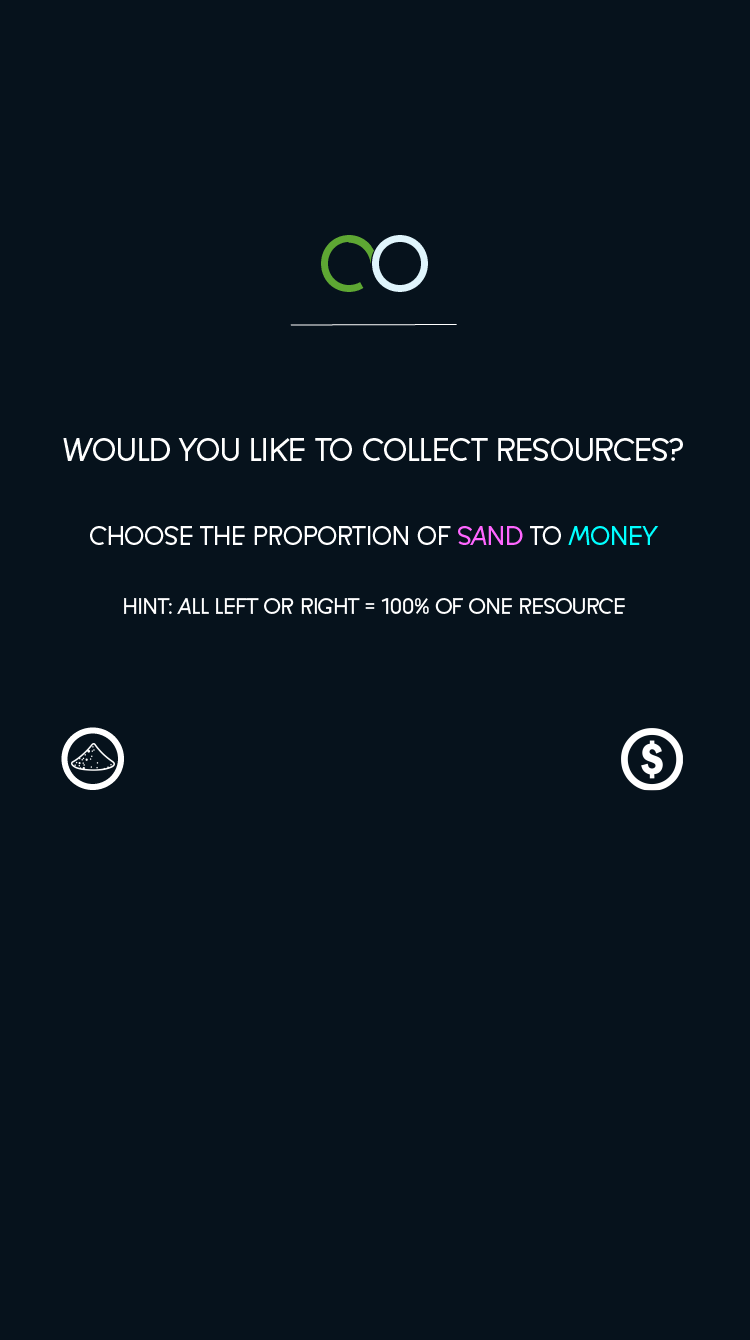 WOULD YOU LIKE TO COLLECT RESOURCES?
CHOOSE THE PROPORTION OF SAND TO MONEY
HINT: ALL LEFT OR RIGHT = 100% OF ONE RESOURCE
$